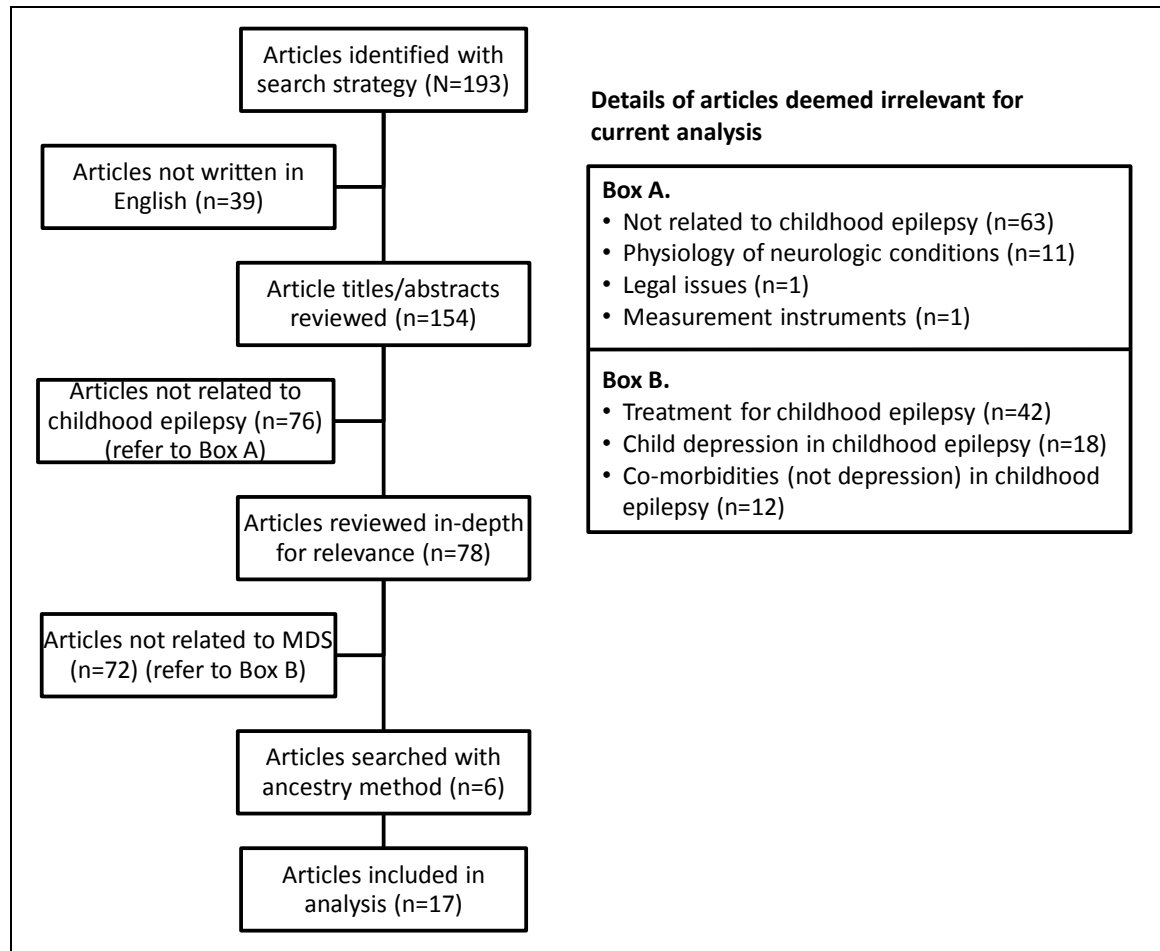 Articles identified with
search strategy (N=193)
Articles not written in
English (n=39)
Article titles/abstracts
reviewed (n=154)
Articles not related to
childhood epilepsy (n=76)
(refer to Box A)
Articles reviewed in-depth
for relevance (n=78)
Articles not related to MDS
(n=72) (refer to Box B)
Articles searched with
ancestry method (n=6)
Articles included in
analysis (n=17)
Details of articles deemed irrelevant for
current analysis
Box A.
• Not related to childhood epilepsy (n=63)
• Physiology of neurologic conditions (n=11)
• Legal issues (n=1)
• Measurement instruments (n=1)
Box B.
• Treatment for childhood epilepsy (n=42)
• Child depression in childhood epilepsy (n=18)
• Co-morbidities (not depression) in childhood
epilepsy (n=12)